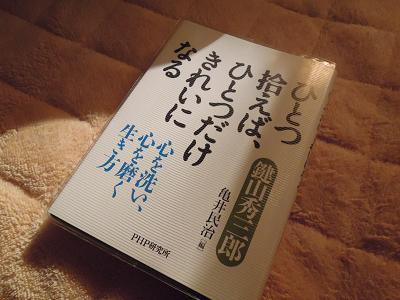 ひとつ
拾えば、
ひとつだけ
きれいに
なる
鍵山秀三郎
心を洗い、
心を磨く
生き方
亀井民治[編]
PHP研究所